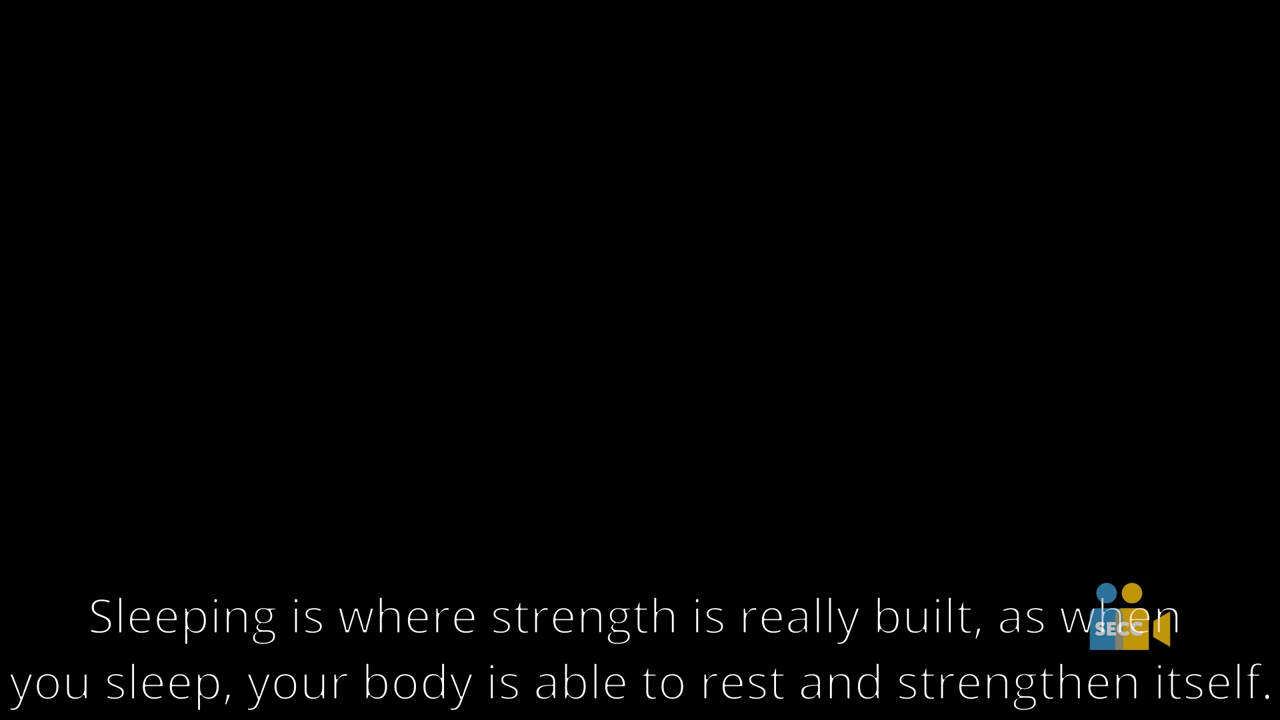 Sleeping is where strength is really built, as when
you sleep, your body is able to rest and strengthen itself.
SECC